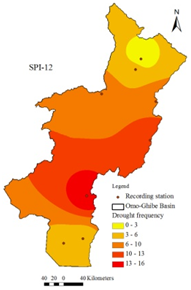 N
SPI-12
Legend
Recording station
Omo-Ghibe Basin
Drought frequency
0 - 3
3 - 6
6 - 10
10 - 13
13 - 16
40 20 0 40 Kilometers